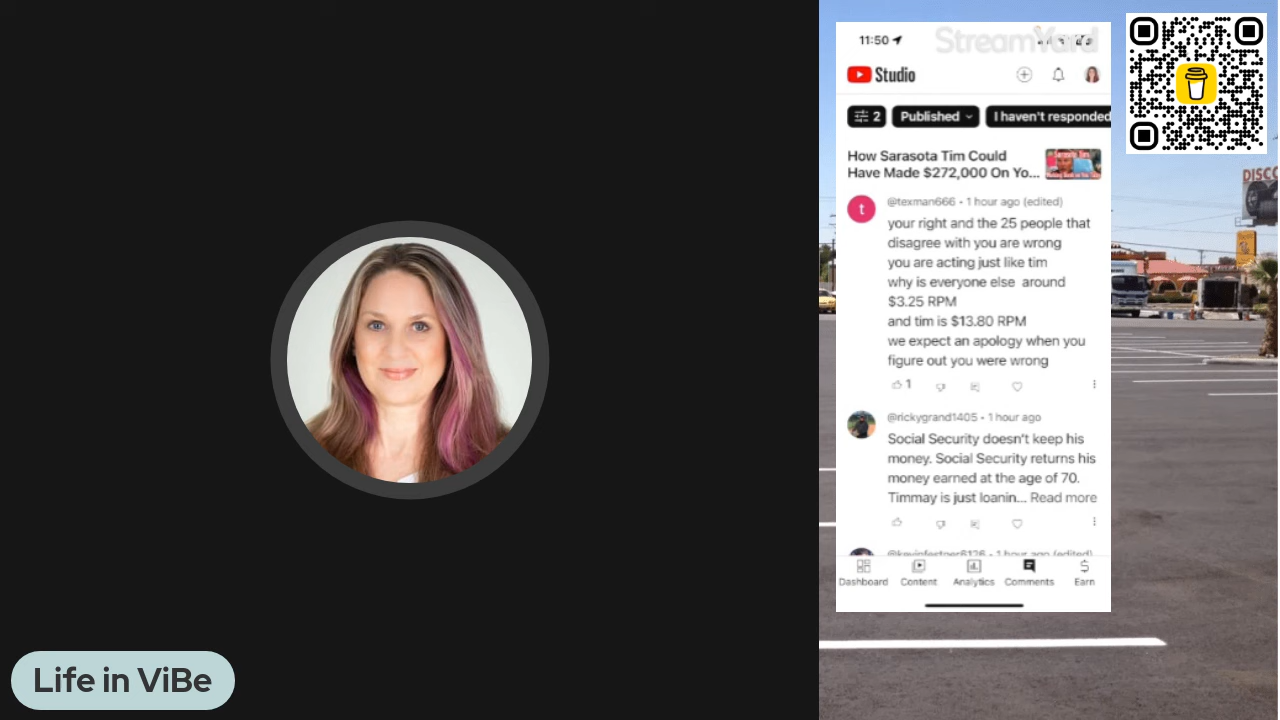 11:50
StreamYard
Studio
2
Published
I haven't responded
How Sarasota Tim Could
Have Made $272,000 On Yo...
t
@texman666 • 1 hour ago (edited)
your right and the 25 people that
disagree with you are wrong
you are acting just like tim
why is everyone else around
$3.25 RPM
and tim is $13.80 RPM
we expect an apology when you
figure out you were wrong
1
@rickygrand1405 • 1 hour ago
Social Security doesn't keep his
money. Social Security returns his
money earned at the age of 70.
Timmay is just loanin... Read more
1 hour ago (edited)
Dashboard
Content
Analytics
Comments
Earn
DISCO
Life in ViBe